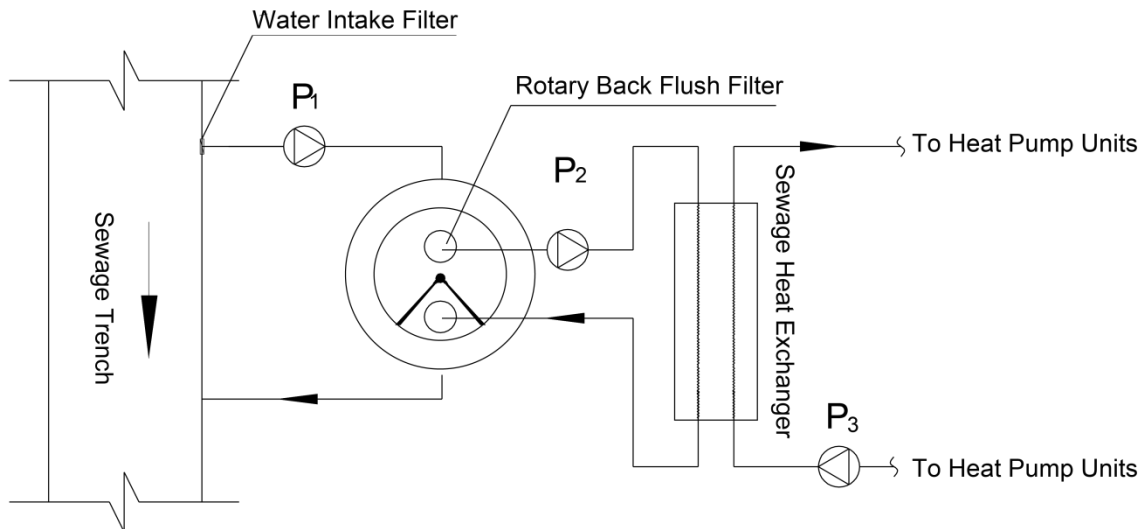 Water Intake Filter
P1
Rotary Back Flush Filter
P2
To Heat Pump Units
Sewage Trench
Sewage Heat Exchanger
P3
To Heat Pump Units